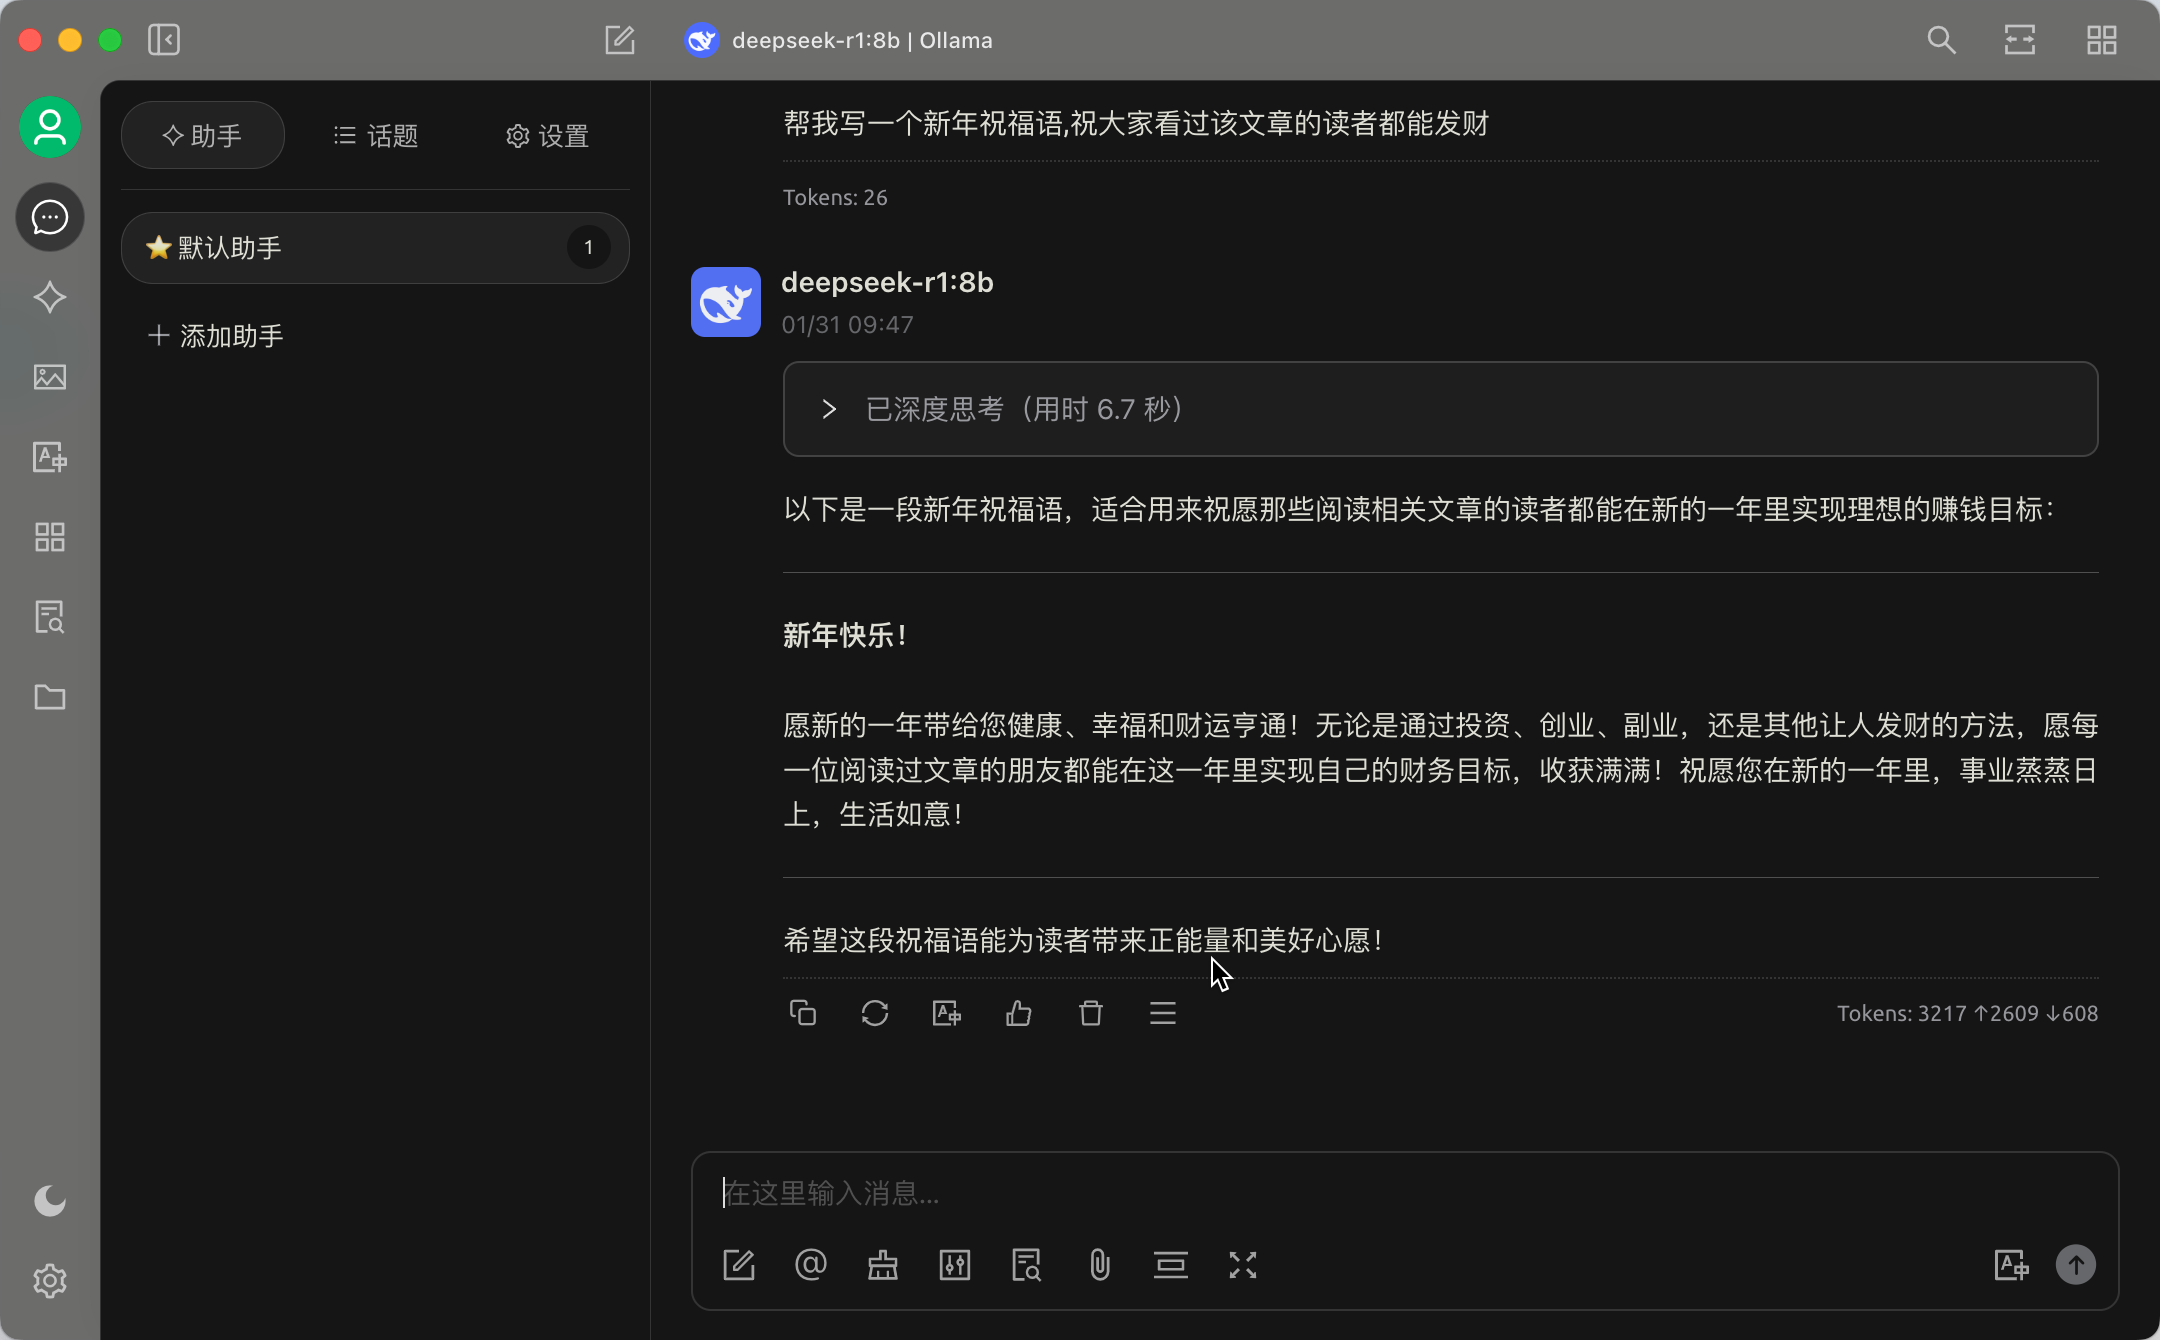 deepseek-r1:8b | Ollama
助手
话题
设置
默认助手
1
添加助手
帮我写一个新年祝福语,祝大家看过该文章的读者都能发财
Tokens: 26
deepseek-r1:8b
01/31 09:47
已深度思考（用时 6.7 秒）
以下是一段新年祝福语，适合用来祝愿那些阅读相关文章的读者都能在新的一年里实现理想的赚钱目标：
新年快乐！
愿新的一年带给您健康、幸福和财运亨通！无论是通过投资、创业、副业，还是其他让人发财的方法，愿每
一位阅读过文章的朋友都能在这一年里实现自己的财务目标，收获满满！祝愿您在新的一年里，事业蒸蒸日
上，生活如意！
希望这段祝福语能为读者带来正能量和美好心愿！
Tokens: 3217 ↑2609 ↓608
在这里输入消息...